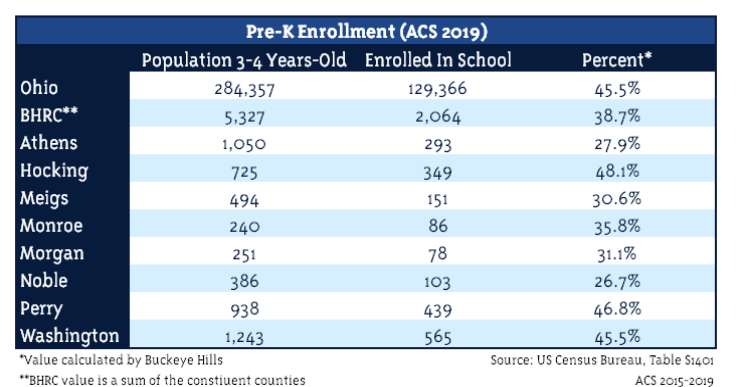 Pre-K Enrollment (ACS 2019)
Population 3-4 Years-Old Enrolled In School Percent*
Ohio 284,357 129,366 45.5%
BHRC** 5,327 2,064 38.7%
Athens 1,050 293 27.9%
Hocking 725 349 48.1%
Meigs 494 151 30.6%
Monroe 240 86 35.8%
Morgan 251 78 31.1%
Noble 386 103 26.7%
Perry 938 439 46.8%
Washington 1,243 565 45.5%
*Value calculated by Buckeye Hills Source: US Census Bureau, Table S1401
**BHRC value is a sum of the constiuent counties ACS 2015-2019